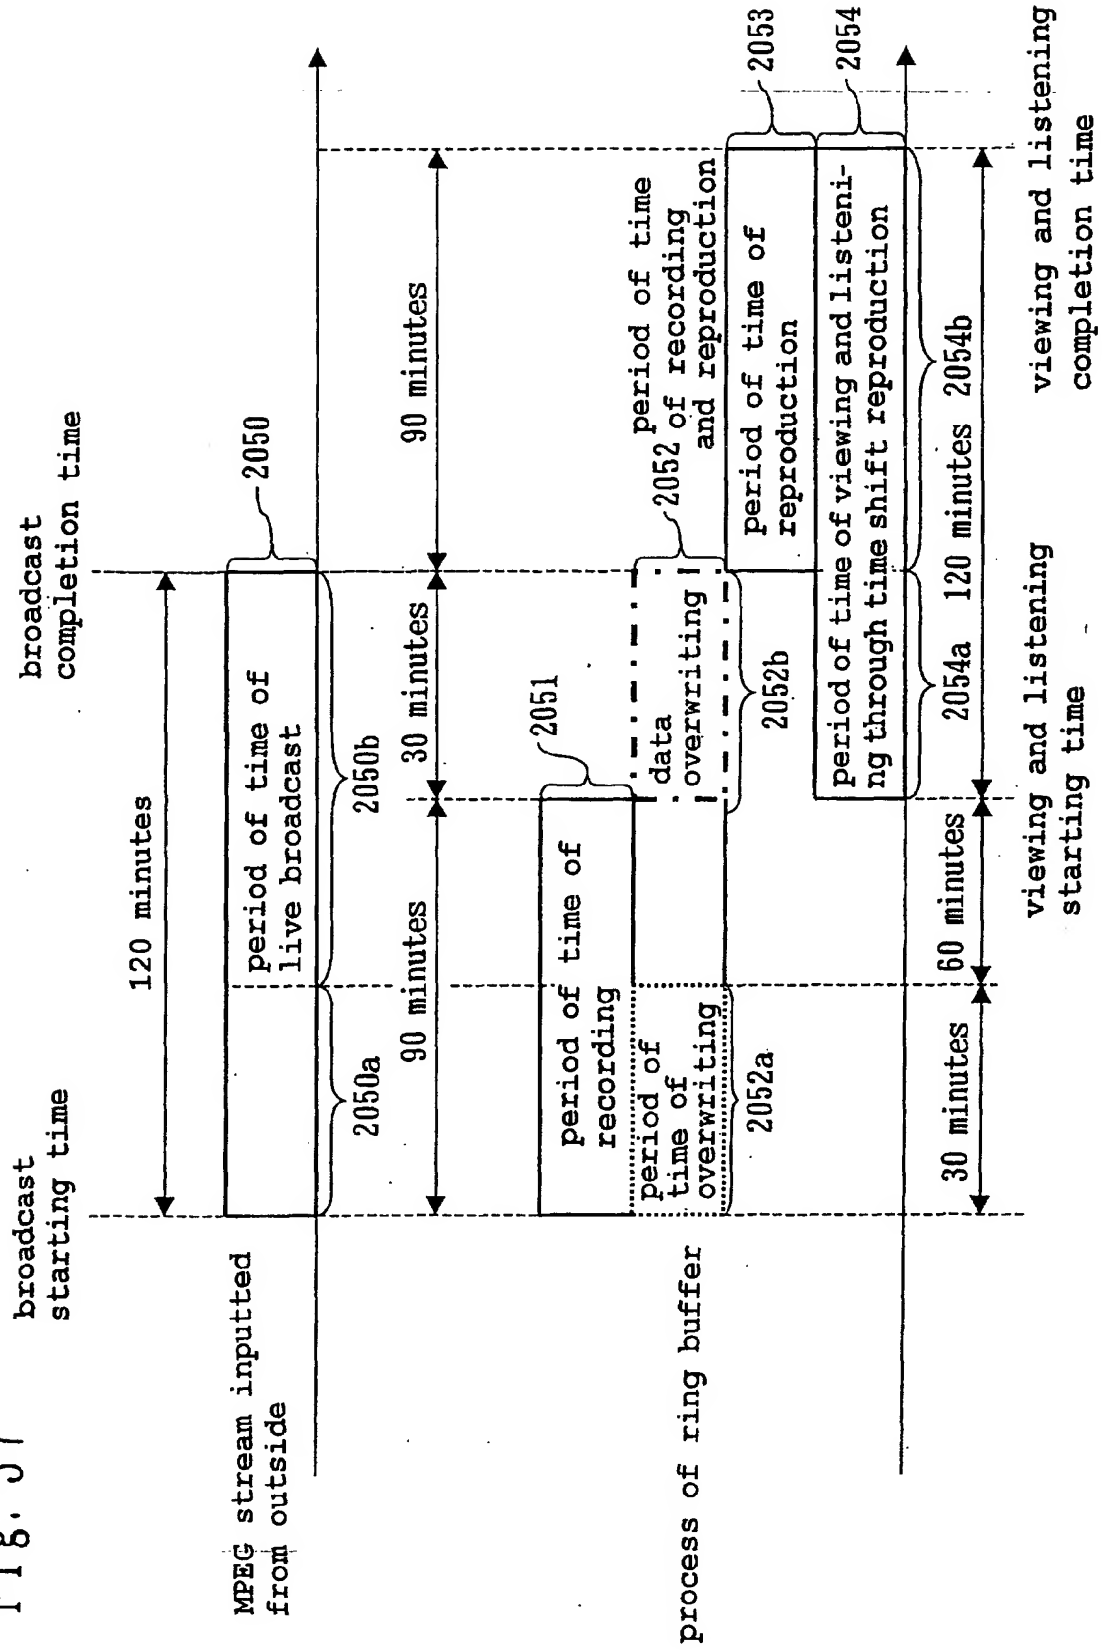 broadcast
starting time
broadcast
completion time
120 minutes
MPEG stream inputted
from outside
period of time of
live broadcast
2050
2050a
2050b
90 minutes
30 minutes
90 minutes
process of ring buffer
period of time of
recording
2051
period of
time of
overwriting
data
overwriting
2052
period of time
of recording
and reproduction
2052a
2052b
period of time of
reproduction
2053
period of time of viewing and listeni-
ng through time shift reproduction
2054
2054a
2054b
30 minutes
60 minutes
120 minutes
viewing and listening
starting time
viewing and listening
completion time